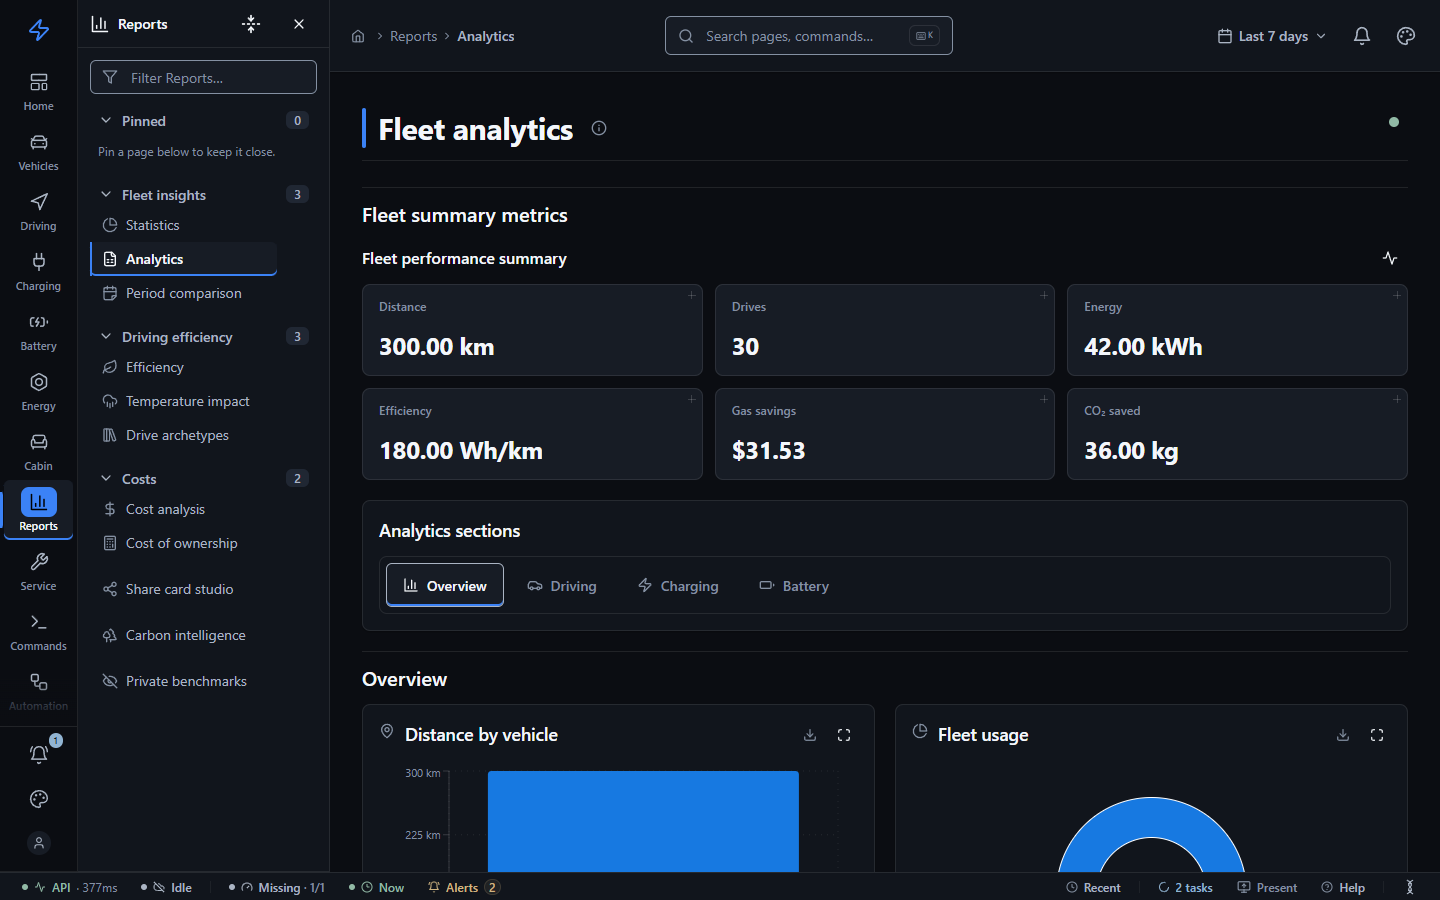 Home
Vehicles
Driving
Charging
Battery
Energy
Cabin
Reports
Service
Commands
Automation
1
Reports
Filter Reports...
Pinned 0
Pin a page below to keep it close.
Fleet insights 3
Statistics
Analytics
Period comparison
Driving efficiency 3
Efficiency
Temperature impact
Drive archetypes
Costs 2
Cost analysis
Cost of ownership
Share card studio
Carbon intelligence
Private benchmarks
Reports Analytics
Search pages, commands... K
Last 7 days
Fleet analytics
Fleet summary metrics
Fleet performance summary
Distance
300.00 km
Drives
30
Energy
42.00 kWh
Efficiency
180.00 Wh/km
Gas savings
$31.53
CO₂ saved
36.00 kg
Analytics sections
Overview Driving Charging Battery
Overview
Distance by vehicle
300 km
225 km
Fleet usage
API · 377ms Idle Missing · 1/1 Now Alerts 2 Recent 2 tasks Present Help